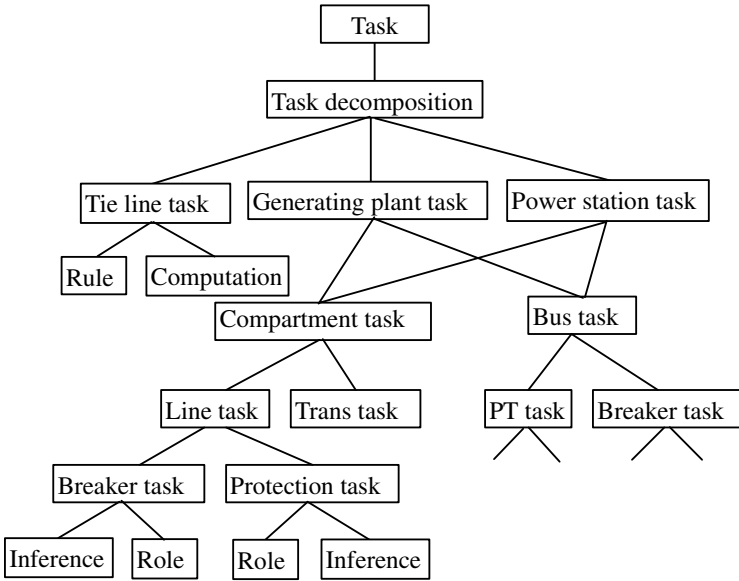 Task
Task decomposition
Tie line task
Generating plant task
Power station task
Rule
Computation
Compartment task
Bus task
Line task
Trans task
PT task
Breaker task
Breaker task
Protection task
Inference
Role
Role
Inference